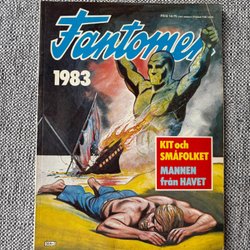 Fantomen
1983
KIT och
SMÅFOLKET
MANNEN
från HAVET